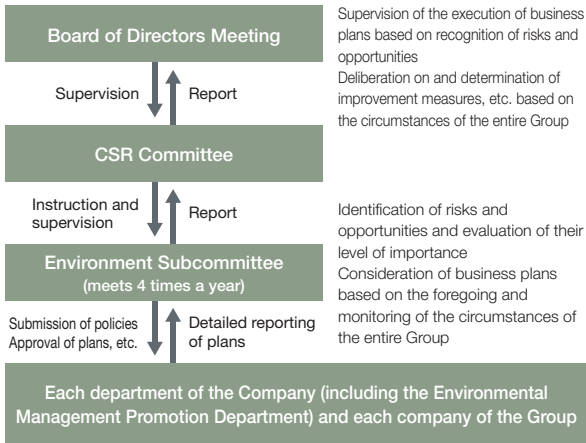 Board of Directors Meeting
Supervision of the execution of business
plans based on recognition of risks and
opportunities
Deliberation on and determination of
improvement measures, etc. based on
the circumstances of the entire Group
Supervision
Report
CSR Committee
Instruction and
supervision
Report
Environment Subcommittee
(meets 4 times a year)
Identification of risks and
opportunities and evaluation of their
level of importance
Consideration of business plans
based on the foregoing and
monitoring of the circumstances of
the entire Group
Submission of policies
Approval of plans, etc.
Detailed reporting
of plans
Each department of the Company (including the Environmental
Management Promotion Department) and each company of the Group